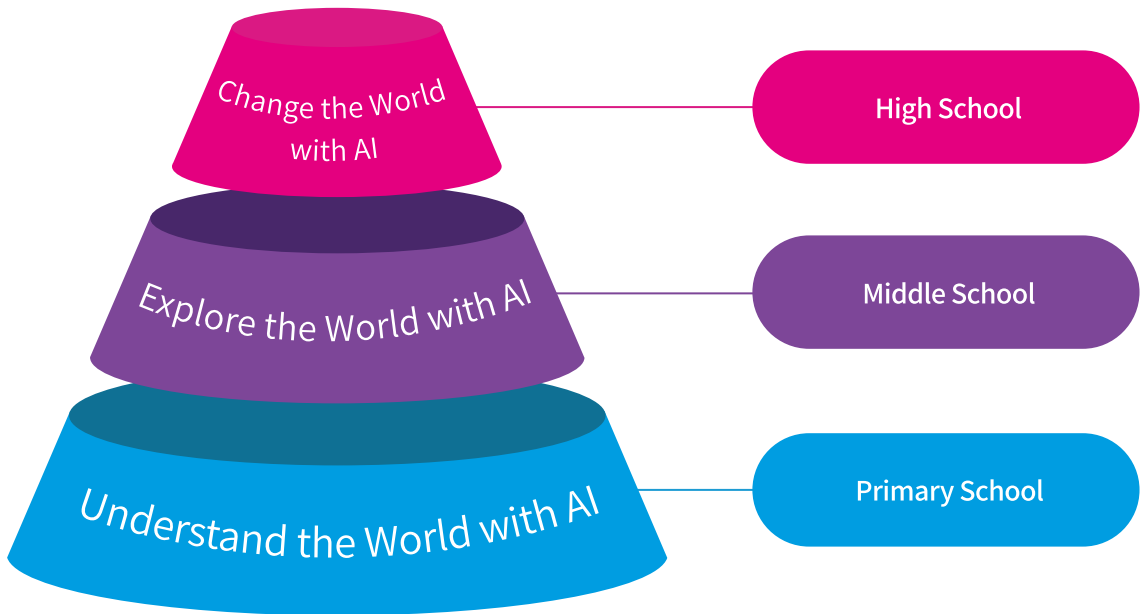 Change the World
with AI
High School
Explore the World with AI
Middle School
Understand the World with AI
Primary School